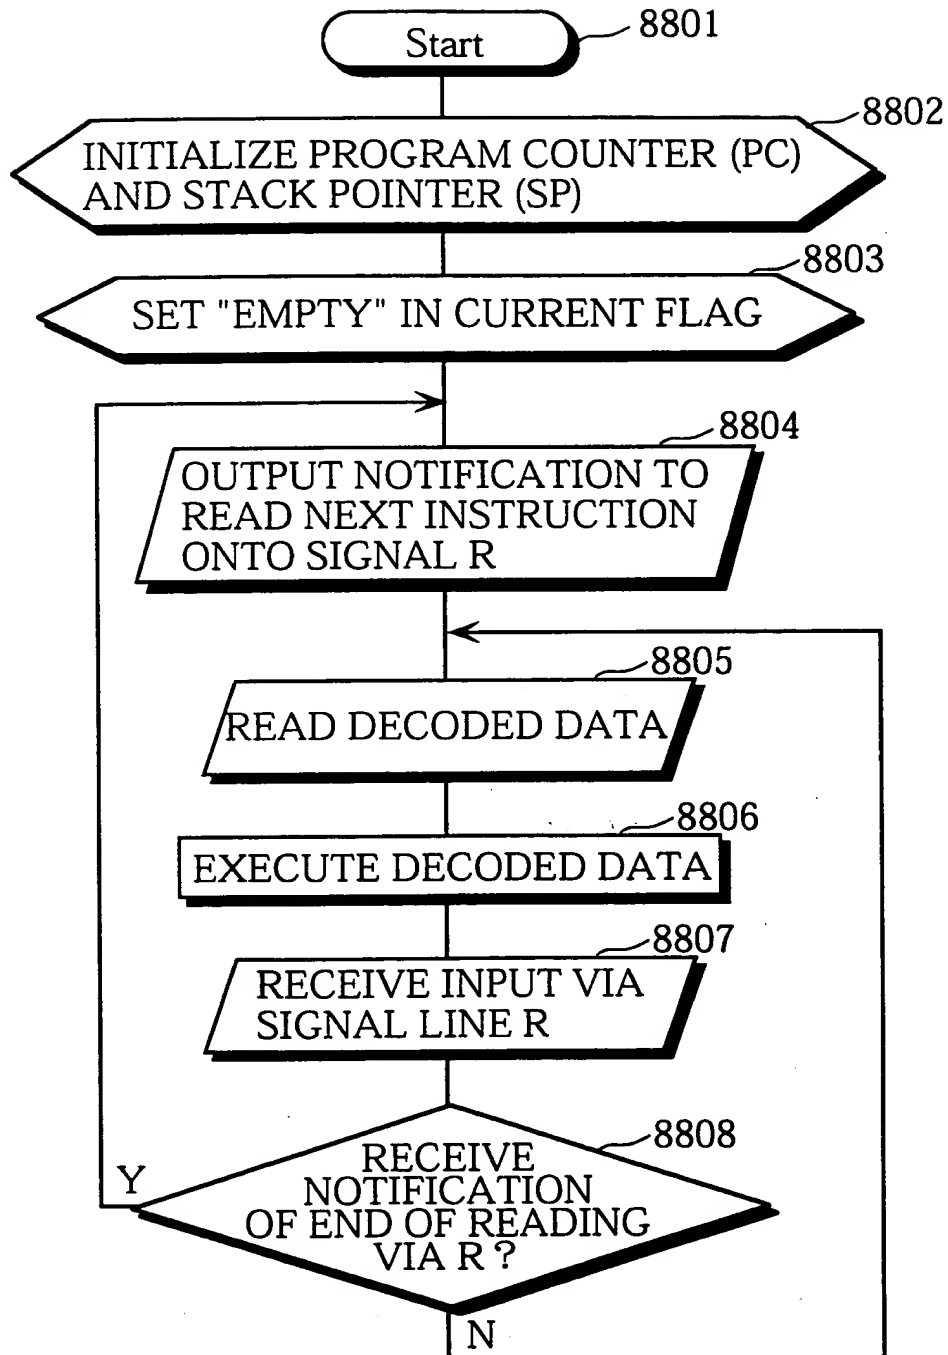 Start
8801
8802
INITIALIZE PROGRAM COUNTER (PC)
AND STACK POINTER (SP)
8803
SET "EMPTY" IN CURRENT FLAG
8804
OUTPUT NOTIFICATION TO
READ NEXT INSTRUCTION
ONTO SIGNAL R
8805
READ DECODED DATA
8806
EXECUTE DECODED DATA
8807
RECEIVE INPUT VIA
SIGNAL LINE R
8808
RECEIVE
NOTIFICATION
OF END OF READING
VIA R ?
Y
N